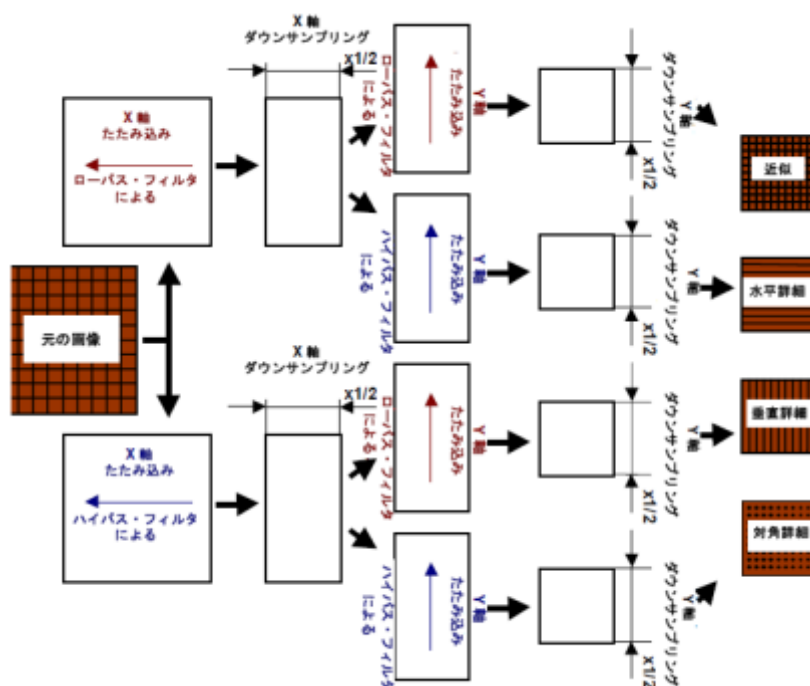 元の画像
X 軸
たたみ込み
ローパス・フィルタ
による
X 軸
ダウンサンプリング
x1/2
Y 軸
たたみ込み
ローパス・フィルタ
による
Y 軸
ダウンサンプリング
x1/2
近似
Y 軸
たたみ込み
ハイパス・フィルタ
による
Y 軸
ダウンサンプリング
x1/2
水平詳細
X 軸
たたみ込み
ハイパス・フィルタ
による
X 軸
ダウンサンプリング
x1/2
Y 軸
たたみ込み
ローパス・フィルタ
による
Y 軸
ダウンサンプリング
x1/2
垂直詳細
Y 軸
たたみ込み
ハイパス・フィルタ
による
Y 軸
ダウンサンプリング
x1/2
対角詳細